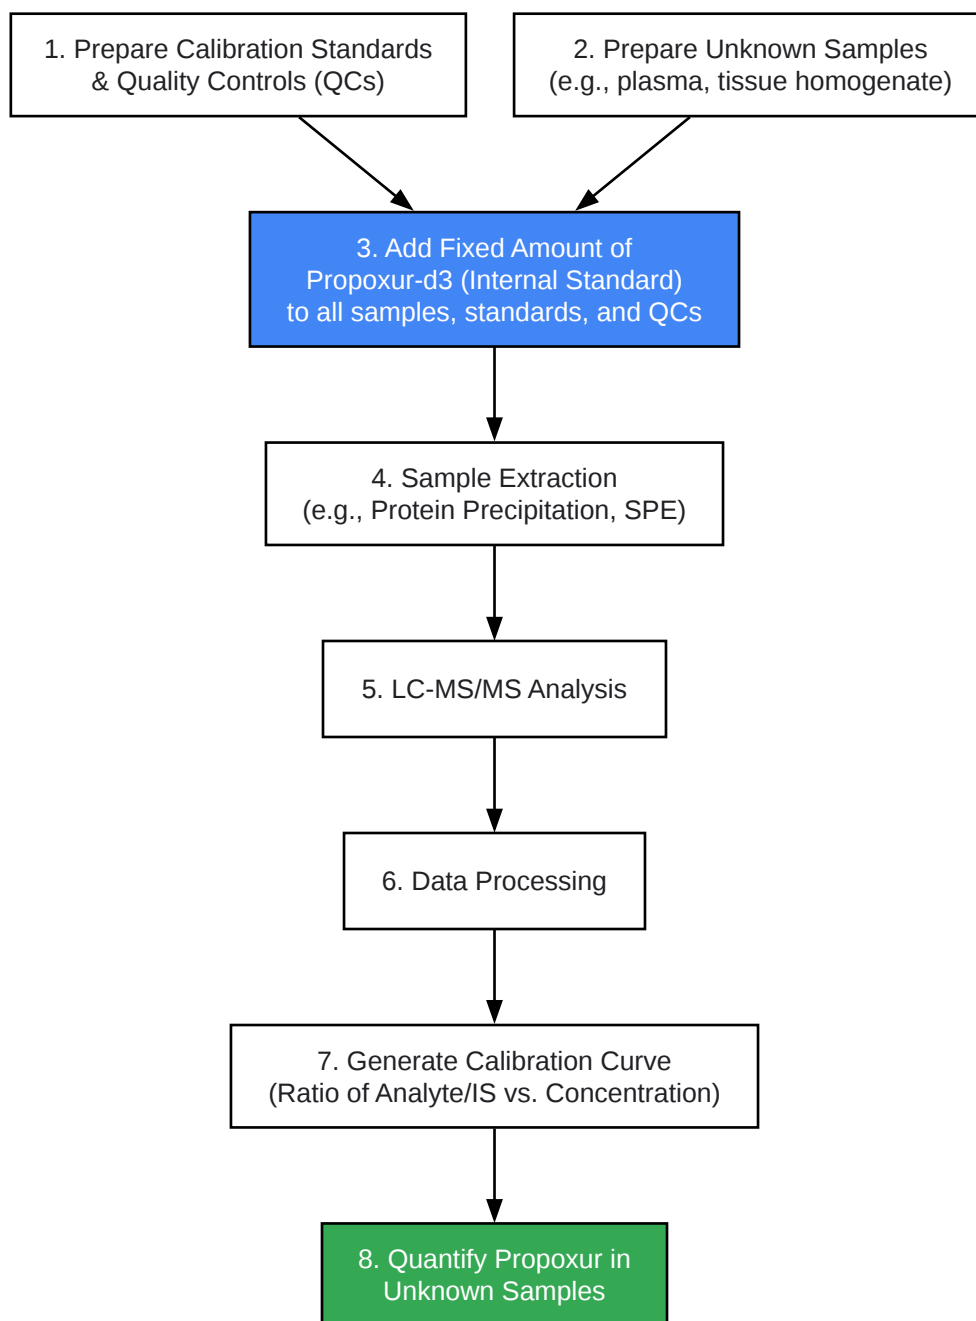 1. Prepare Calibration Standards
& Quality Controls (QCs)
2. Prepare Unknown Samples
(e.g., plasma, tissue homogenate)
3. Add Fixed Amount of
Propoxur-d3 (Internal Standard)
to all samples, standards, and QCs
4. Sample Extraction
(e.g., Protein Precipitation, SPE)
5. LC-MS/MS Analysis
6. Data Processing
7. Generate Calibration Curve
(Ratio of Analyte/IS vs. Concentration)
8. Quantify Propoxur in
Unknown Samples